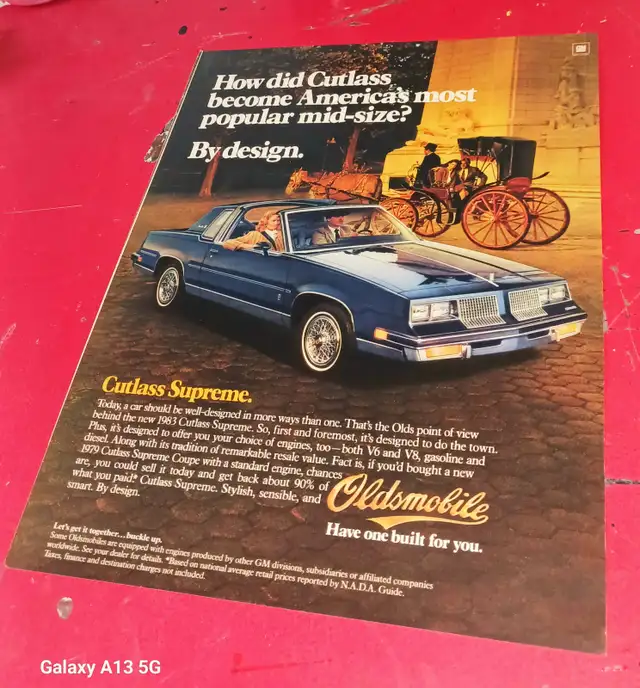 GM
How did Cutlass
become America's most
popular mid-size?
By design.
Cutlass Supreme.
Today, a car should be well-designed in more ways than one. That's the Olds point of view
behind the new 1983 Cutlass Supreme. So, first and foremost, it's designed to do the town.
Plus, it's designed to offer you your choice of engines, too—both V6 and V8, gasoline and
diesel. Along with its tradition of remarkable resale value. Fact is, if you'd bought a new
1979 Cutlass Supreme Coupe with a standard engine, chances
are, you could sell it today and get back about 90% of
what you paid.* Cutlass Supreme. Stylish, sensible, and
smart. By design.
Oldsmobile
Have one built for you.
Let's get it together...buckle up.
Some Oldsmobiles are equipped with engines produced by other GM divisions, subsidiaries or affiliated companies
worldwide. See your dealer for details. *Based on national average retail prices reported by N.A.D.A. Guide.
Taxes, finance and destination charges not included.
Galaxy A13 5G